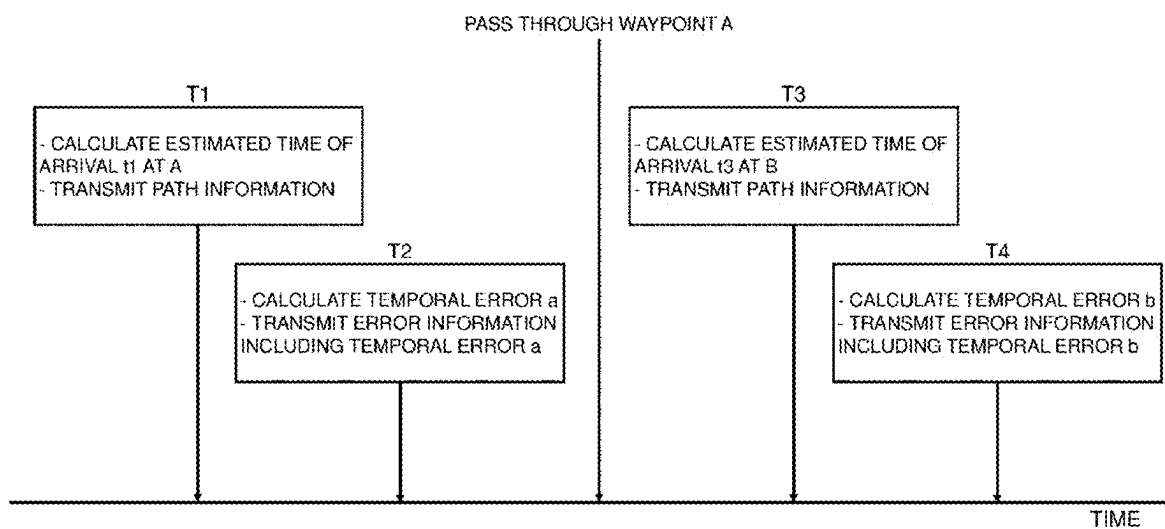 PASS THROUGH WAYPOINT A
T1
- CALCULATE ESTIMATED TIME OF
ARRIVAL t1 AT A
- TRANSMIT PATH INFORMATION
T2
- CALCULATE TEMPORAL ERROR a
- TRANSMIT ERROR INFORMATION
INCLUDING TEMPORAL ERROR a
T3
- CALCULATE ESTIMATED TIME OF
ARRIVAL t3 AT B
- TRANSMIT PATH INFORMATION
T4
- CALCULATE TEMPORAL ERROR b
- TRANSMIT ERROR INFORMATION
INCLUDING TEMPORAL ERROR b
TIME